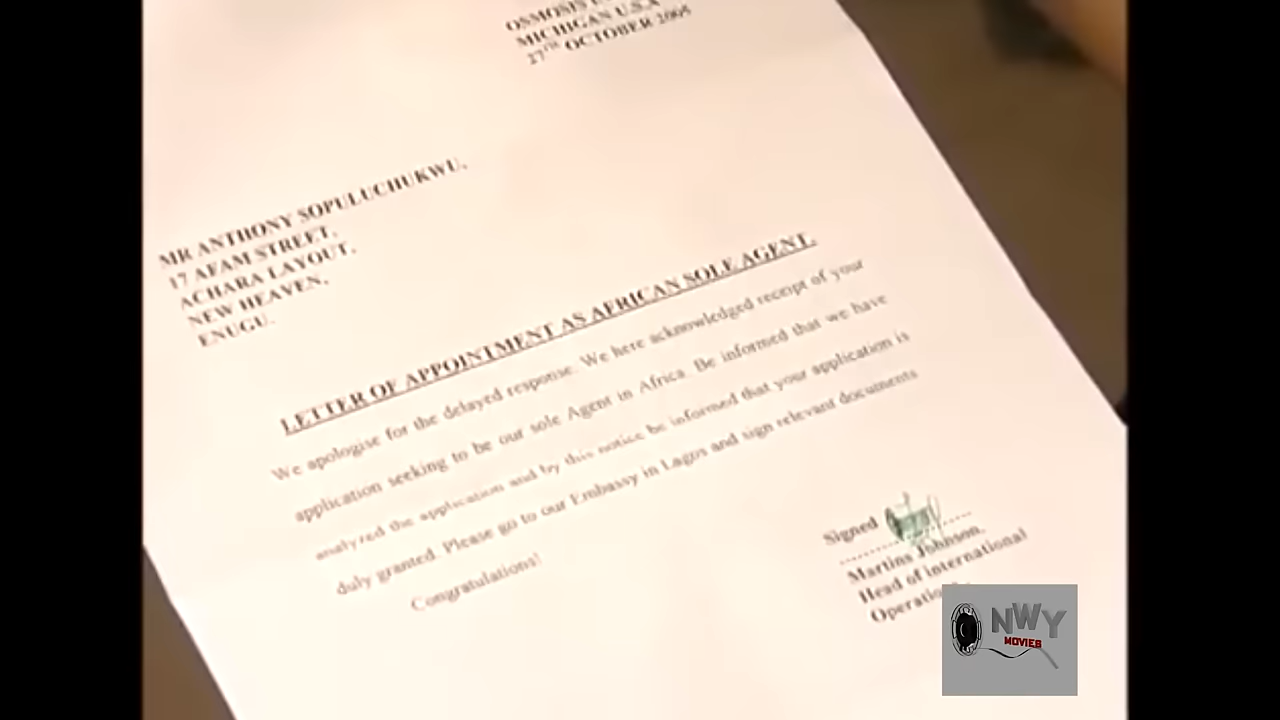 OSMOSIS
MICHIGAN U.S.A
27TH OCTOBER 2005
MR ANTHONY SOPULUCHUKWU,
17 AFAM STREET,
ACHARA LAYOUT,
NEW HEAVEN,
ENUGU.
LETTER OF APPOINTMENT AS AFRICAN SOLE AGENT.
We apologise for the delayed response. We here acknowledged receipt of your
application seeking to be our sole Agent in Africa. Be informed that we have
analyzed the application and by this notice be informed that your application is
duly granted. Please go to our Embassy in Lagos and sign relevant documents
Congratulations!
Signed
Martins Johnson,
Head of international
NWY
MOVIES